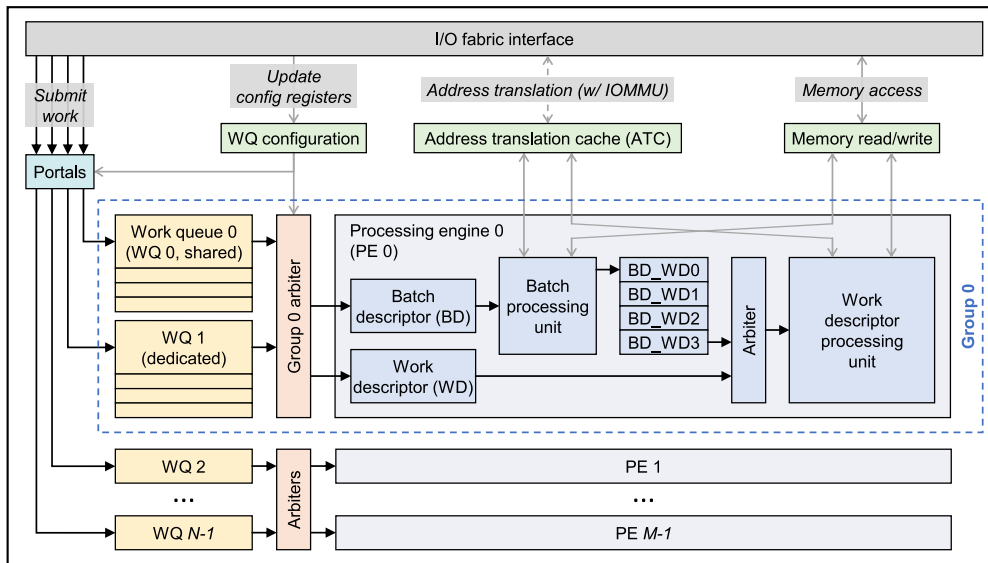 I/O fabric interface
Submit
work
Update
config registers
Address translation (w/ IOMMU)
Memory access
WQ configuration
Address translation cache (ATC)
Memory read/write
Portals
Work queue 0
(WQ 0, shared)
WQ 1
(dedicated)
Group 0 arbiter
Processing engine 0
(PE 0)
Batch
descriptor (BD)
Work
descriptor (WD)
Batch
processing
unit
BD_WD0
BD_WD1
BD_WD2
BD_WD3
Arbiter
Work
descriptor
processing
unit
Group 0
WQ 2
...
WQ N-1
Arbiters
PE 1
...
PE M-1